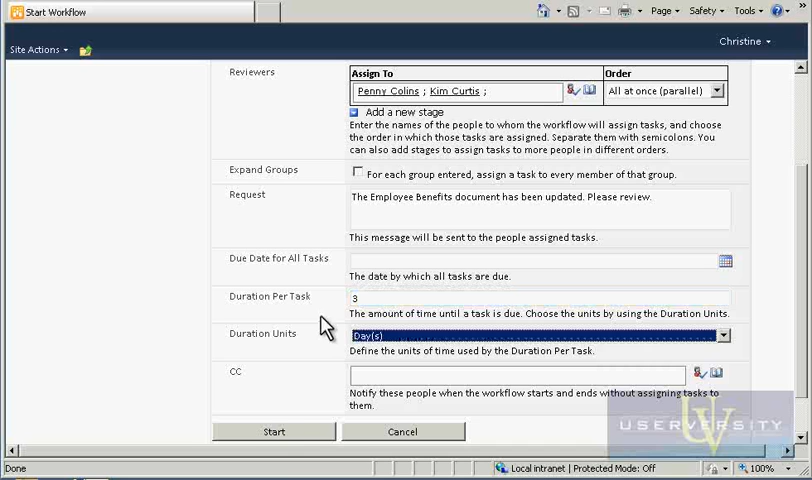 Start Workflow
Page
Safety
Tools
Site Actions
Christine
Reviewers
Assign To
Order
Penny Colins ; Kim Curtis ;
All at once (parallel)
Add a new stage
Enter the names of the people to whom the workflow will assign tasks, and choose
the order in which those tasks are assigned. Separate them with semicolons. You
can also add stages to assign tasks to more people in different orders.
Expand Groups
For each group entered, assign a task to every member of that group.
Request
The Employee Benefits document has been updated. Please review.
This message will be sent to the people assigned tasks.
Due Date for All Tasks
The date by which all tasks are due.
Duration Per Task
3
The amount of time until a task is due. Choose the units by using the Duration Units.
Duration Units
Day(s)
Define the units of time used by the Duration Per Task.
CC
Notify these people when the workflow starts and ends without assigning tasks to
them.
UV
USERVERSITY
Start
Cancel
Done
Local intranet | Protected Mode: Off
100%